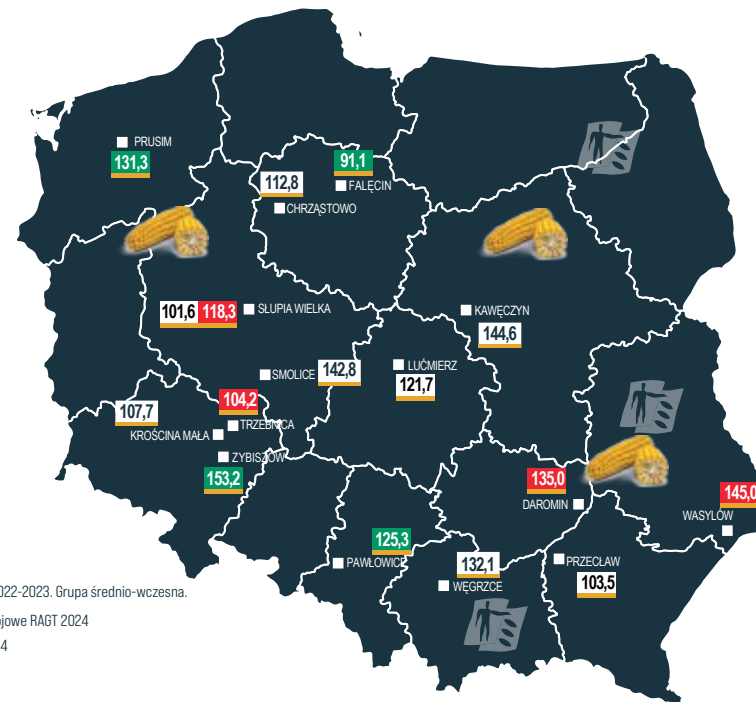 PRUSIM
131,3
91,1
FALĘCIN
112,8
CHRZĄSTOWO
101,6 118,3
SŁUPIA WIELKA
KAWĘCZYN
144,6
SMOLICE
142,8
LUĆMIERZ
121,7
107,7
104,2
TRZEBNICA
KROŚCINA MAŁA
ZYBISZÓW
153,2
135,0
DAROMIN
145,0
WASYLÓW
125,3
PAWŁOWICE
132,1
WĘGRZCE
PRZECŁAW
103,5
022-2023. Grupa średnio-wczesna.
ojowe RAGT 2024
4